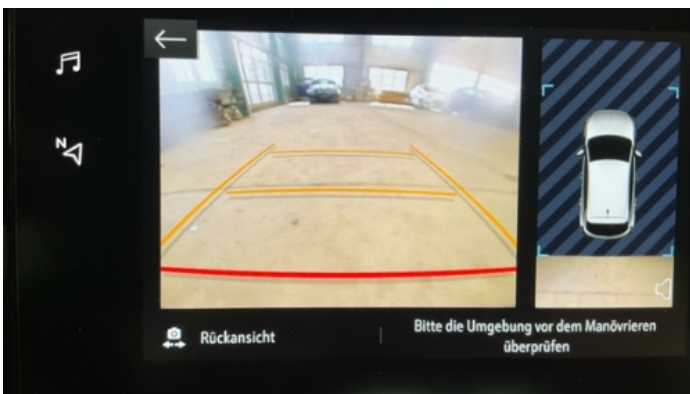 N
Rückansicht
Bitte die Umgebung vor dem Manövrieren
überprüfen